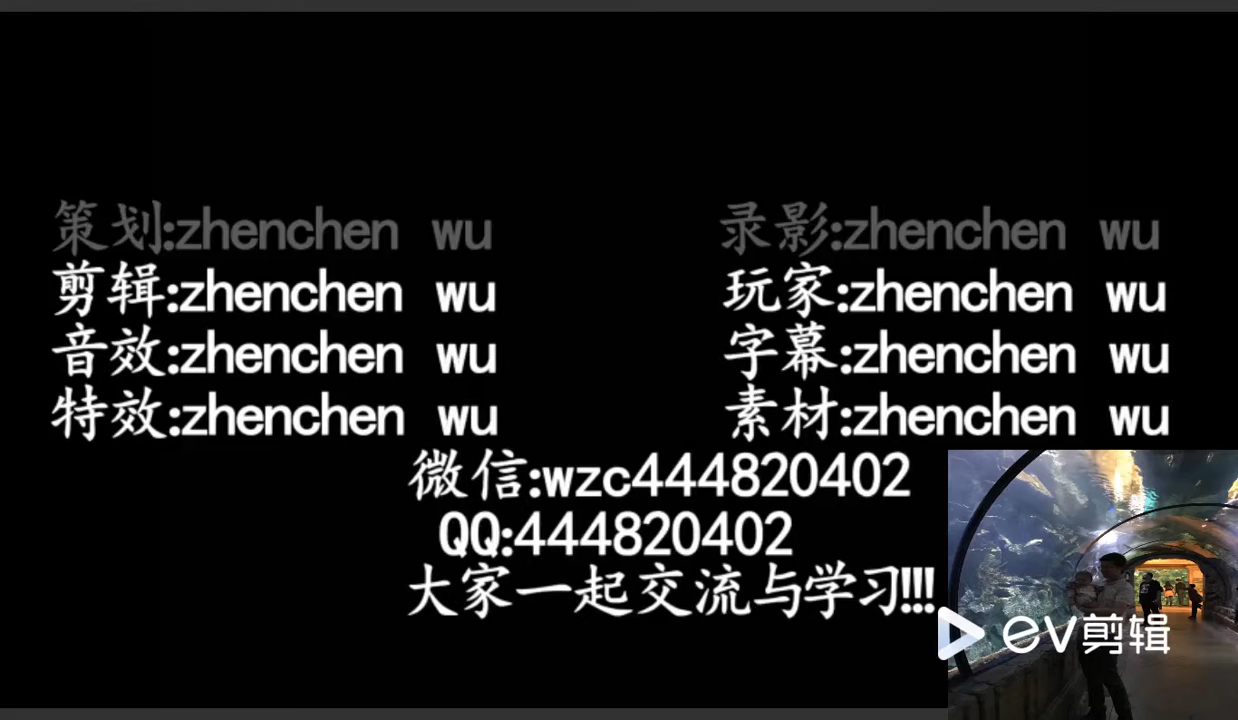 策划:zhenchen wu 录影:zhenchen wu
剪辑:zhenchen wu 玩家:zhenchen wu
音效:zhenchen wu 字幕:zhenchen wu
特效:zhenchen wu 素材:zhenchen wu
微信:wzc444820402
QQ:444820402
大家一起交流与学习!!!
ev剪辑